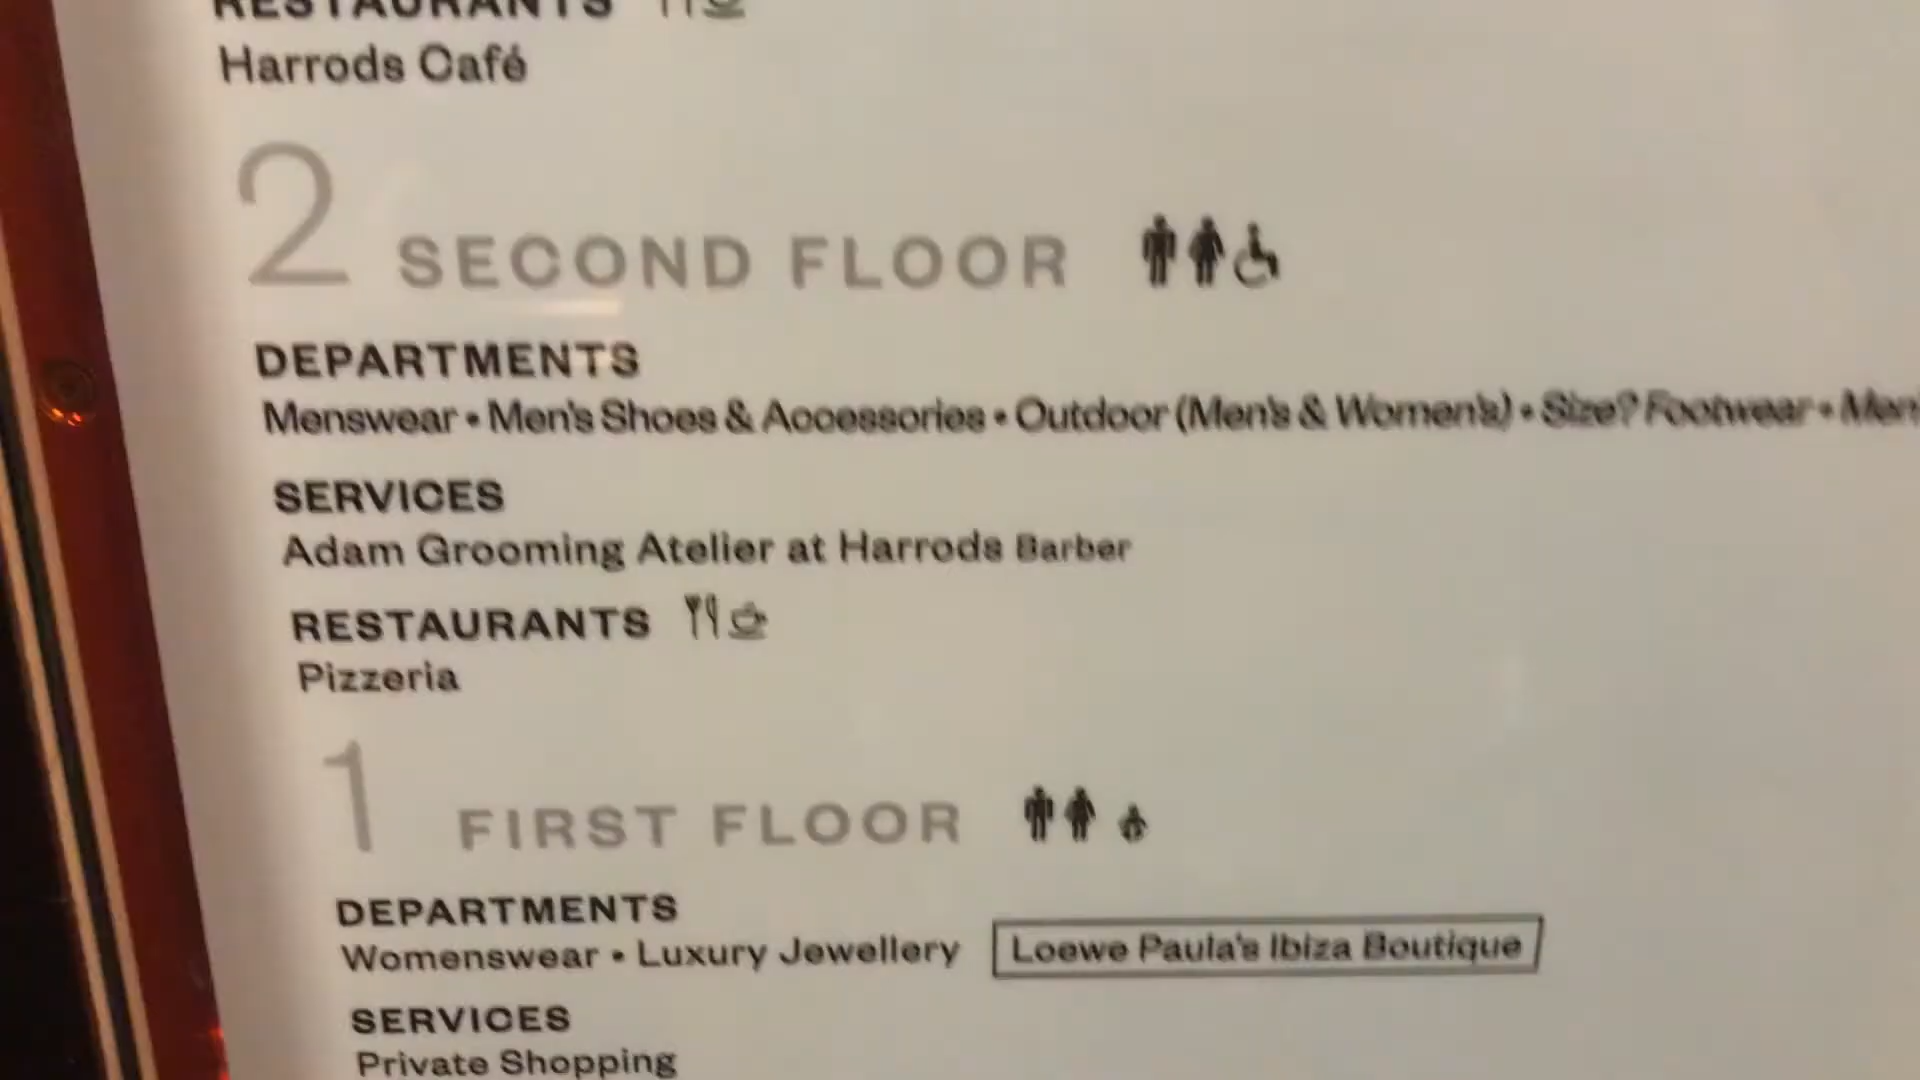 RESTAURANTS
Harrods Café
2 SECOND FLOOR
DEPARTMENTS
Menswear • Men's Shoes & Accessories • Outdoor (Men's & Women's) • Size? Footwear • Men
SERVICES
Adam Grooming Atelier at Harrods Barber
RESTAURANTS
Pizzeria
1 FIRST FLOOR
DEPARTMENTS
Womenswear • Luxury Jewellery Loewe Paula's Ibiza Boutique
SERVICES
Private Shopping